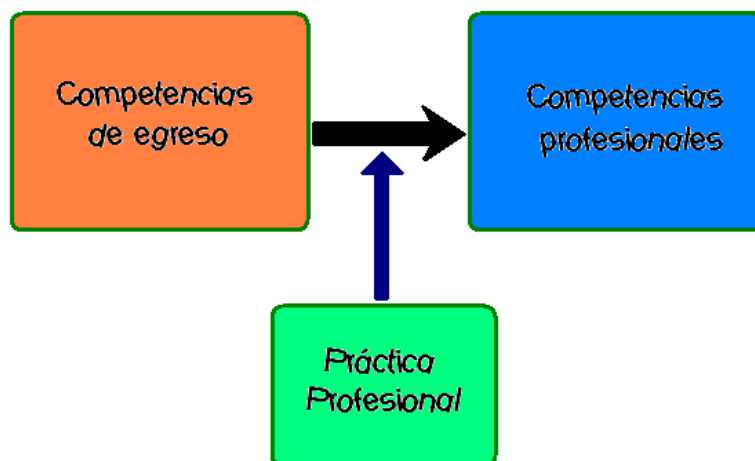 Competencias
de egreso
Competencias
profesionales
Práctica
Profesional